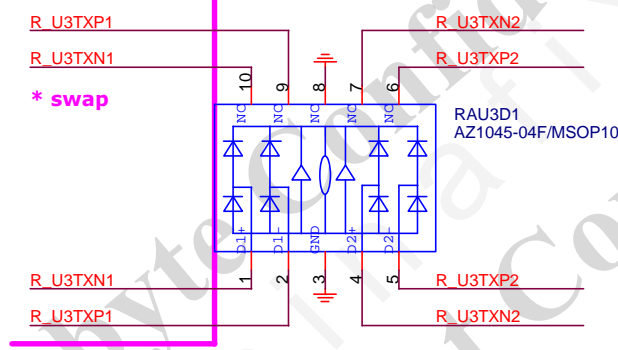 R_U3TXP1
R_U3TXN2
R_U3TXN1
R_U3TXP2
* swap
10
9
8
7
6
NC
NC
NC
NC
NC
RAU3D1
AZ1045-04F/MSOP10
D1+
D1-
GND
D2+
D2-
1
2
3
4
5
R_U3TXN1
R_U3TXP2
R_U3TXP1
R_U3TXN2